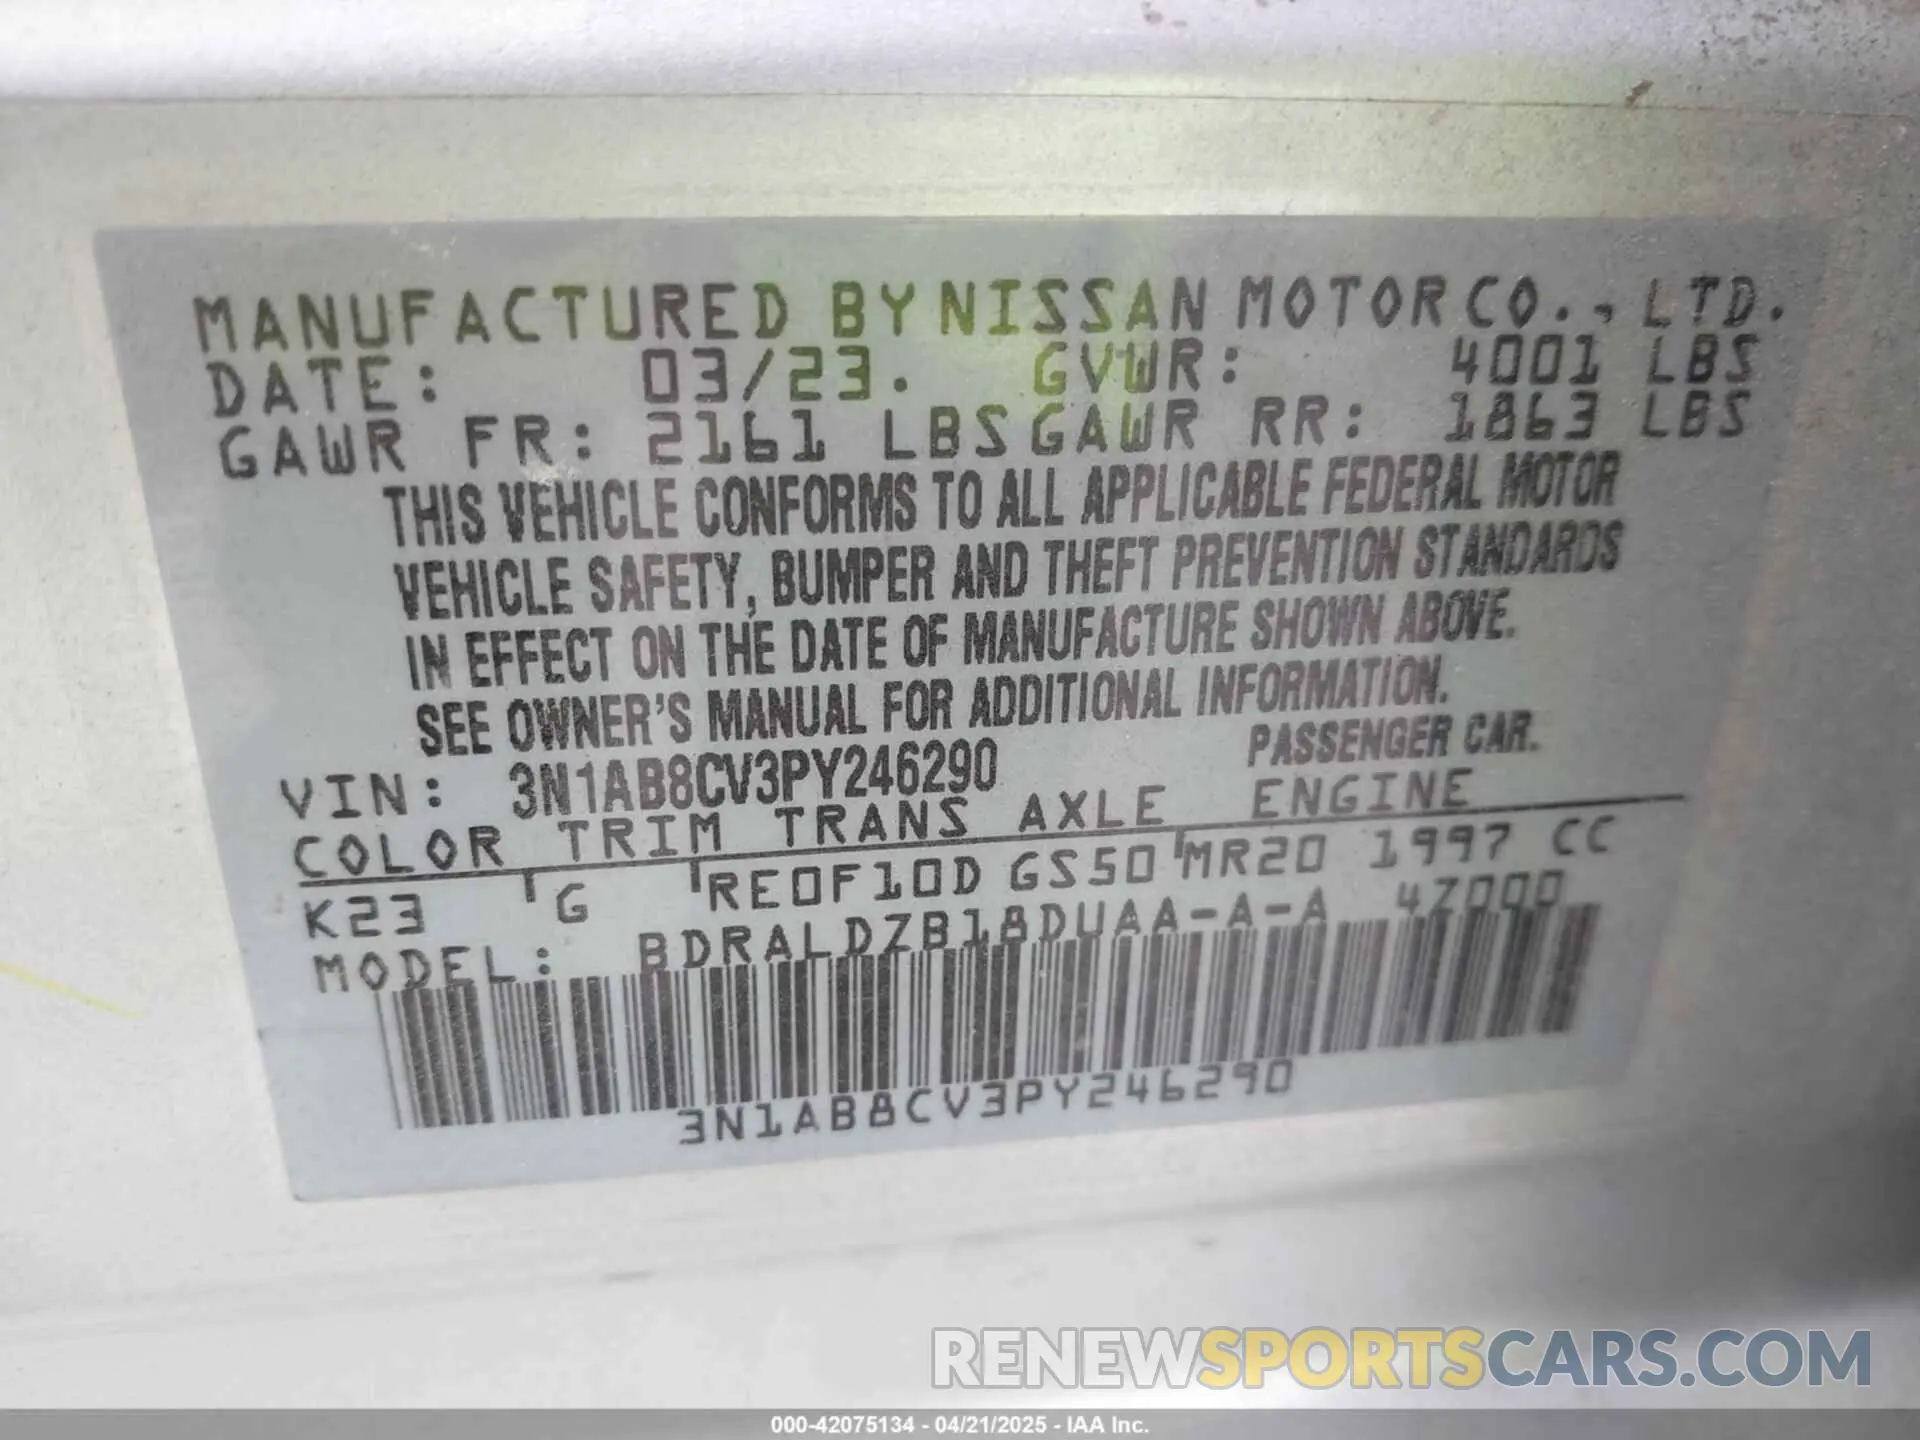 MANUFACTURED BY NISSAN MOTOR CO., LTD.
DATE: 03/23. GVWR: 4001 LBS
GAWR FR: 2161 LBS GAWR RR: 1863 LBS
THIS VEHICLE CONFORMS TO ALL APPLICABLE FEDERAL MOTOR
VEHICLE SAFETY, BUMPER AND THEFT PREVENTION STANDARDS
IN EFFECT ON THE DATE OF MANUFACTURE SHOWN ABOVE.
SEE OWNER'S MANUAL FOR ADDITIONAL INFORMATION.
VIN: 3N1AB8CV3PY246290 PASSENGER CAR.
COLOR TRIM TRANS AXLE ENGINE
K23 G RE0F10D GS50 MR20 1997 CC
MODEL: BDRALDZB18DUAA-A-A 4Z000
3N1AB8CV3PY246290
RENEWSPORTSCARS.COM
000-42075134 - 04/21/2025 - IAA Inc.